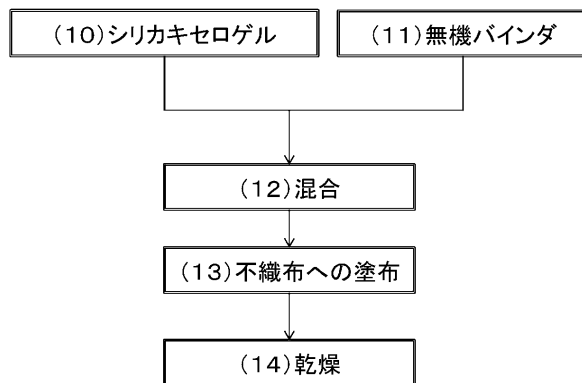 (10)シリカキセロゲル
(11)無機バインダ
(12)混合
(13)不織布への塗布
(14)乾燥